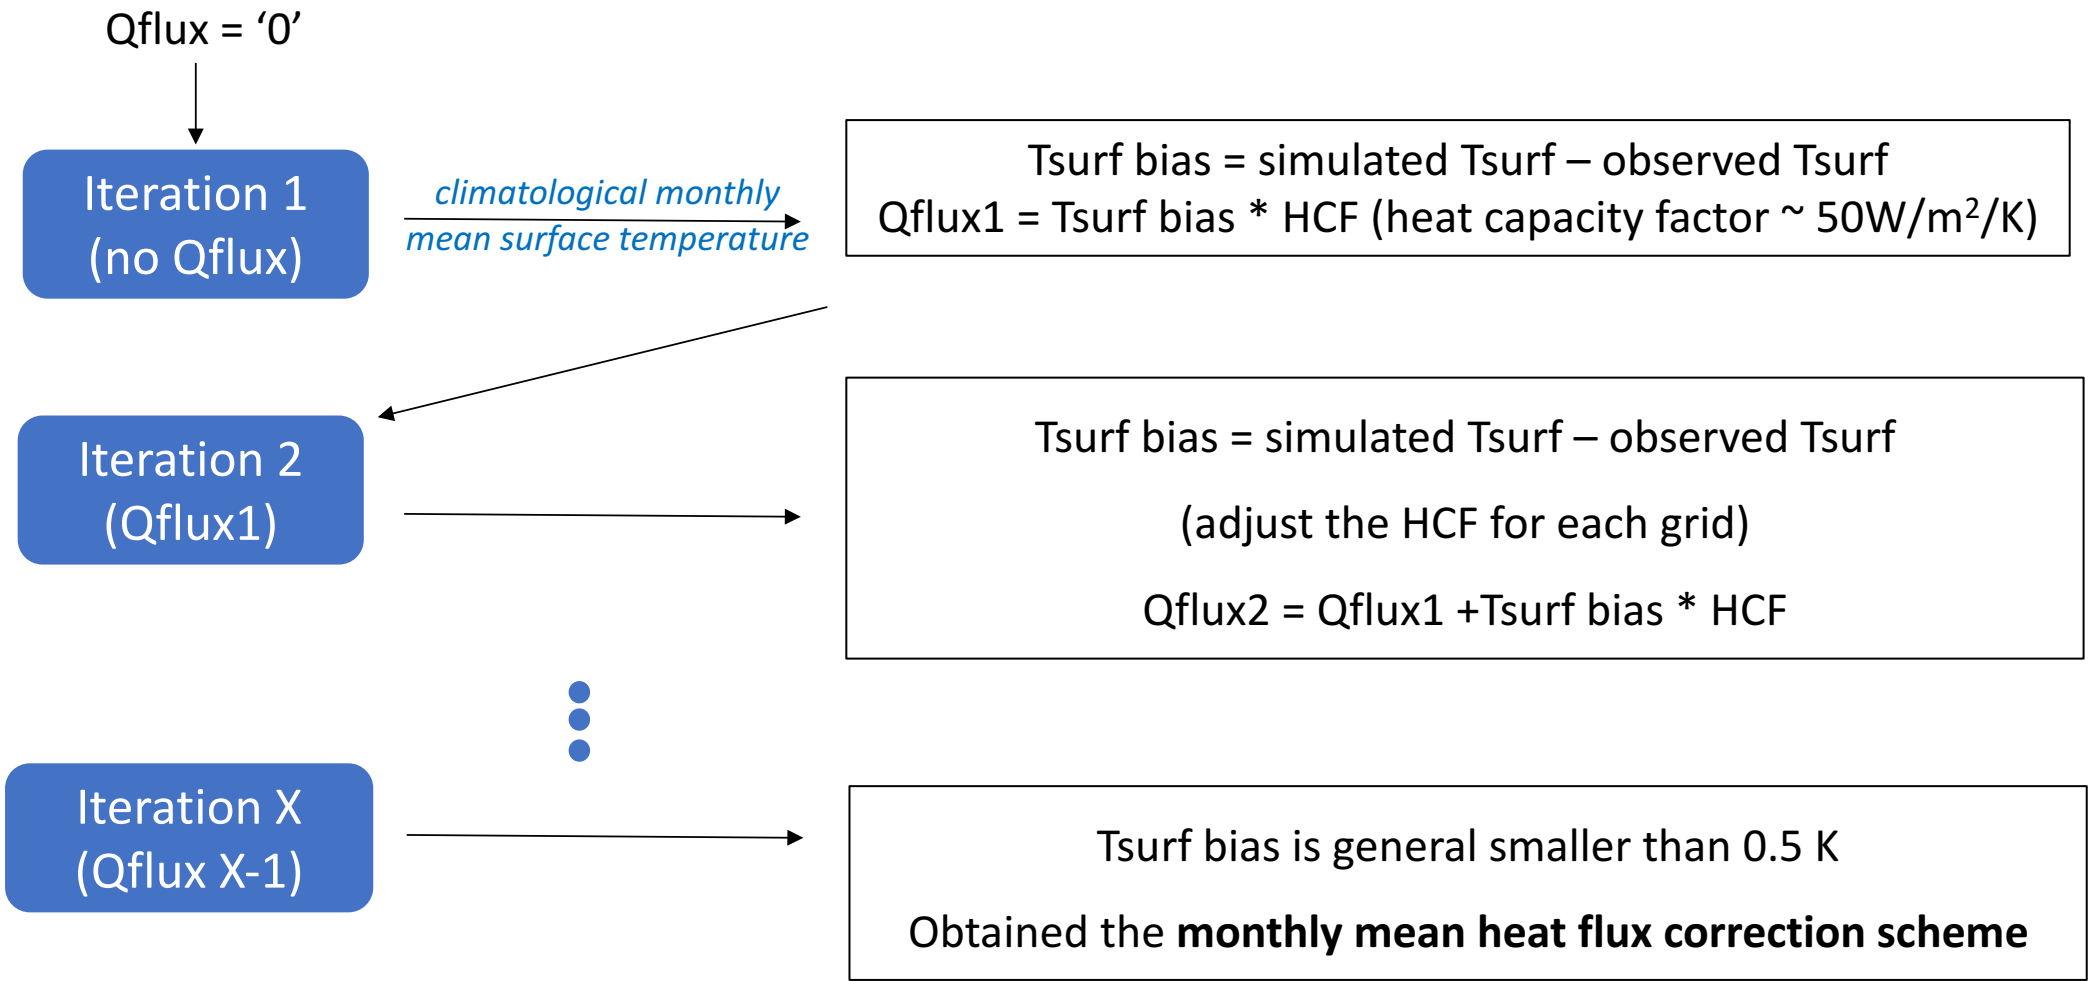 Qflux = ‘0’
Iteration 1
(no Qflux)
climatological monthly
mean surface temperature
Tsurf bias = simulated Tsurf – observed Tsurf
Qflux1 = Tsurf bias * HCF (heat capacity factor ~ 50W/m²/K)
Iteration 2
(Qflux1)
Tsurf bias = simulated Tsurf – observed Tsurf
(adjust the HCF for each grid)
Qflux2 = Qflux1 +Tsurf bias * HCF
Iteration X
(Qflux X-1)
Tsurf bias is general smaller than 0.5 K
Obtained the monthly mean heat flux correction scheme